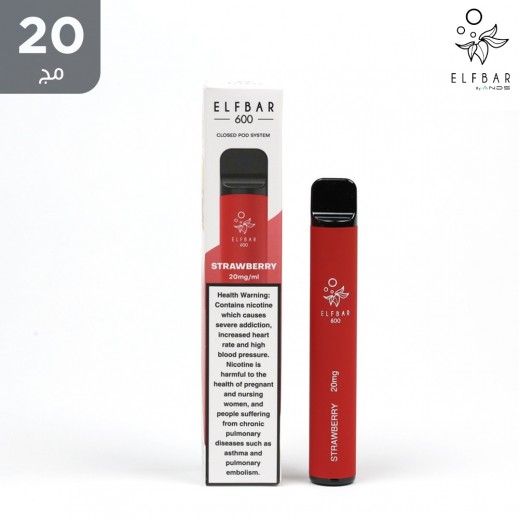 20
مج
ELFBAR
By ANDS
ELFBAR
600
CLOSED POD SYSTEM
ELFBAR
600
STRAWBERRY
20mg/ml
Health Warning:
Contains nicotine
which causes
severe addiction,
increased heart
rate and high
blood pressure.
Nicotine is
harmful to the
health of pregnant
and nursing
women, and
people suffering
from chronic
pulmonary
diseases such as
asthma and
pulmonary
embolism.
ELFBAR
600
STRAWBERRY 20mg